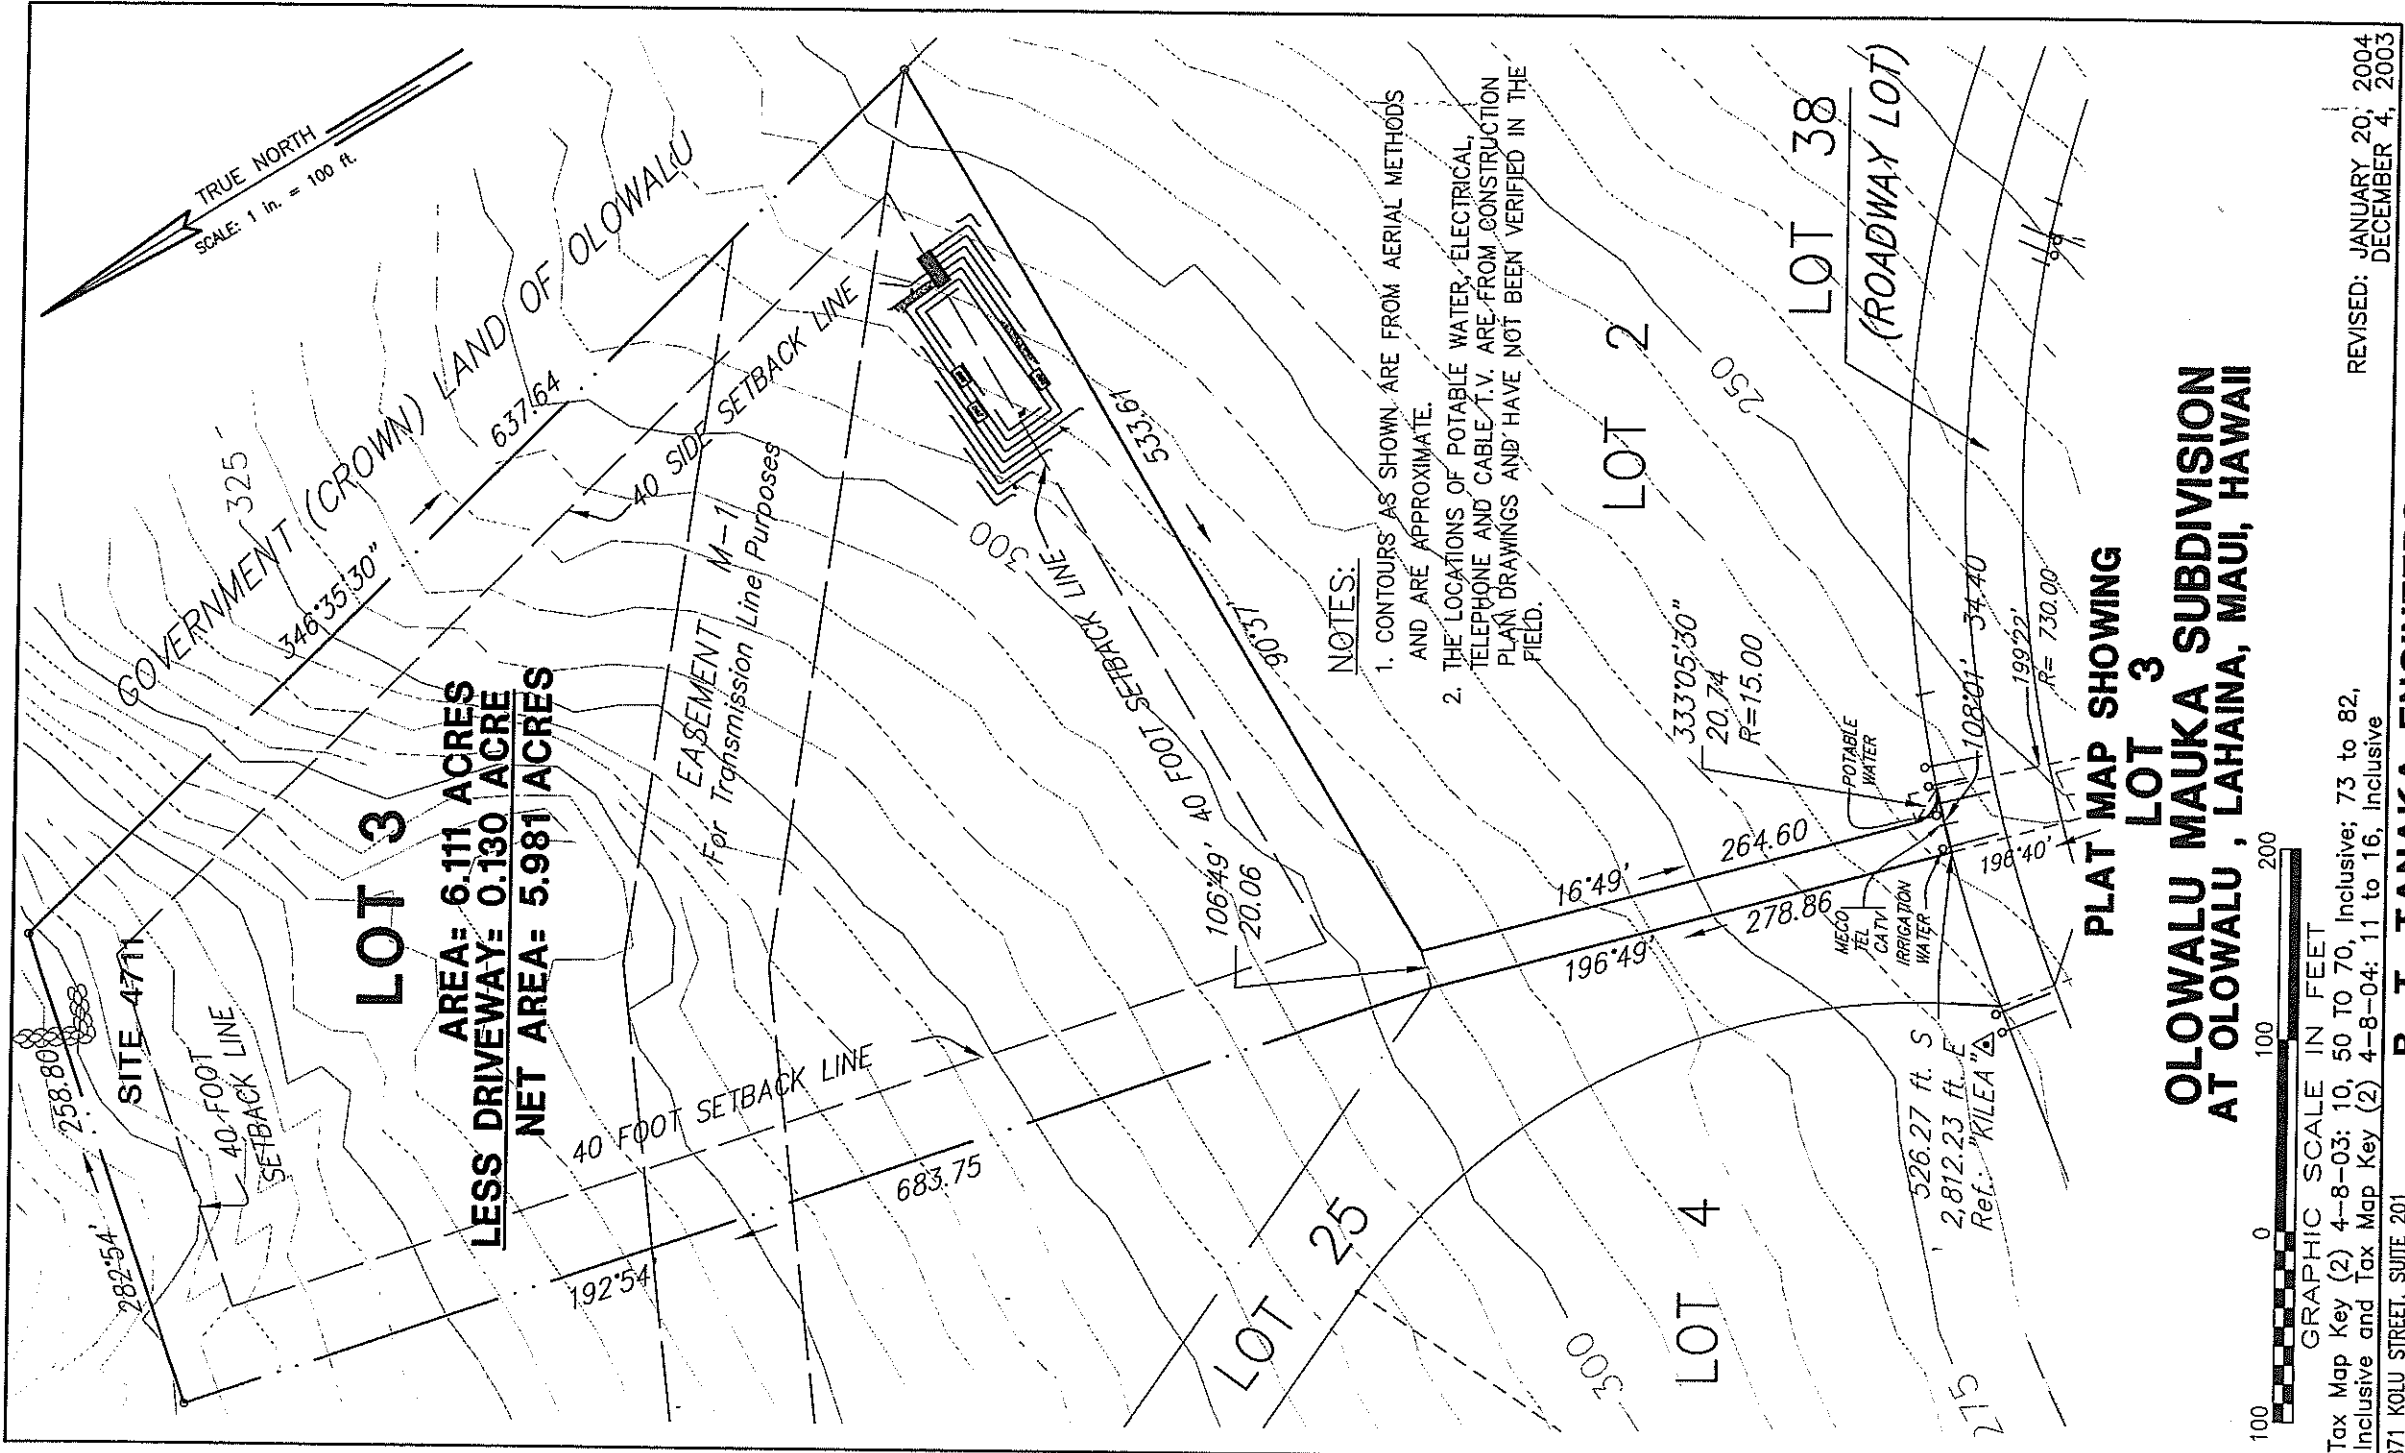 TRUE NORTH
SCALE: 1 in. = 100 ft.
GOVERNMENT (CROWN) LAND OF OLOWALU
325
346°35'30"
637.64
40 SIDE SETBACK LINE
SITE 4711
258.80
282°54'
40 FOOT
SETBACK LINE
LOT 3
AREA= 6.111 ACRES
LESS DRIVEWAY= 0.130 ACRE
NET AREA= 5.981 ACRES
EASEMENT M-1
For Transmission Line Purposes
300
300
40 FOOT SETBACK LINE
533.61
90°37'
106°49'
20.06
40 FOOT SETBACK LINE
683.75
192°54'
NOTES:
1. CONTOURS AS SHOWN ARE FROM AERIAL METHODS
AND ARE APPROXIMATE.
2. THE LOCATIONS OF POTABLE WATER, ELECTRICAL,
TELEPHONE AND CABLE T.V. ARE FROM CONSTRUCTION
PLAN DRAWINGS AND HAVE NOT BEEN VERIFIED IN THE
FIELD.
LOT 2
250
LOT 38
(ROADWAY LOT)
16°49'
264.60
196°49'
278.86
333°05'30"
20.74
R=15.00
POTABLE
WATER
MECO
TEL
CATV
IRRIGATION
WATER
108°01'
34.40
199°22'
R= 730.00
196°40'
526.27 ft. S
2,812.23 ft. E
Ref.: "KILEA"
LOT 25
LOT 4
300
275
PLAT MAP SHOWING
LOT 3
OLOWALU MAUKA SUBDIVISION
AT OLOWALU , LAHAINA, MAUI, HAWAII
100 0 100 200
GRAPHIC SCALE IN FEET
Tax Map Key (2) 4-8-03: 10, 50 TO 70, Inclusive; 73 to 82,
Inclusive and Tax Map Key (2) 4-8-04: 11 to 16, Inclusive
REVISED: JANUARY 20, 2004
DECEMBER 4, 2003
871 KOLU STREET, SUITE 201
R. T. TANAKA ENGINEERS